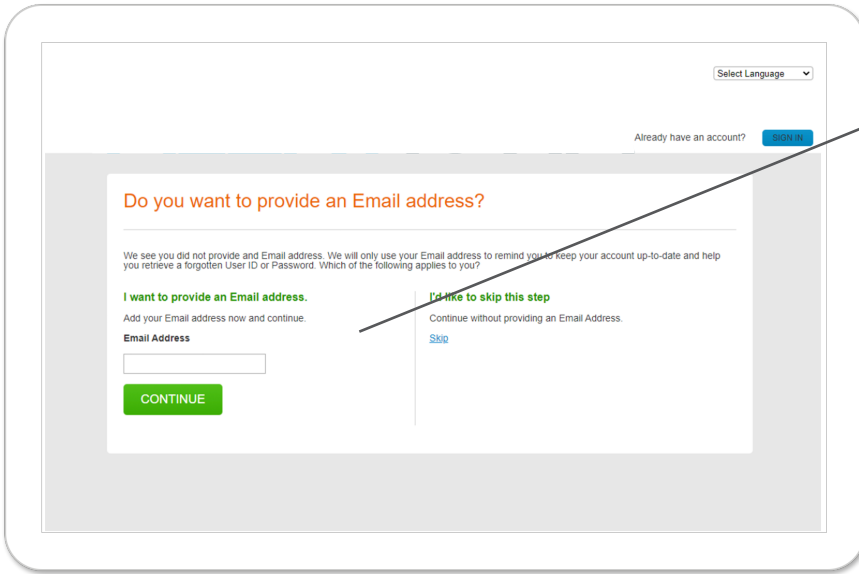 Select Language
Already have an account?
SIGN IN
Do you want to provide an Email address?
We see you did not provide and Email address. We will only use your Email address to remind you to keep your account up-to-date and help
you retrieve a forgotten User ID or Password. Which of the following applies to you?
I want to provide an Email address.
Add your Email address now and continue.
Email Address
CONTINUE
I'd like to skip this step
Continue without providing an Email Address.
Skip